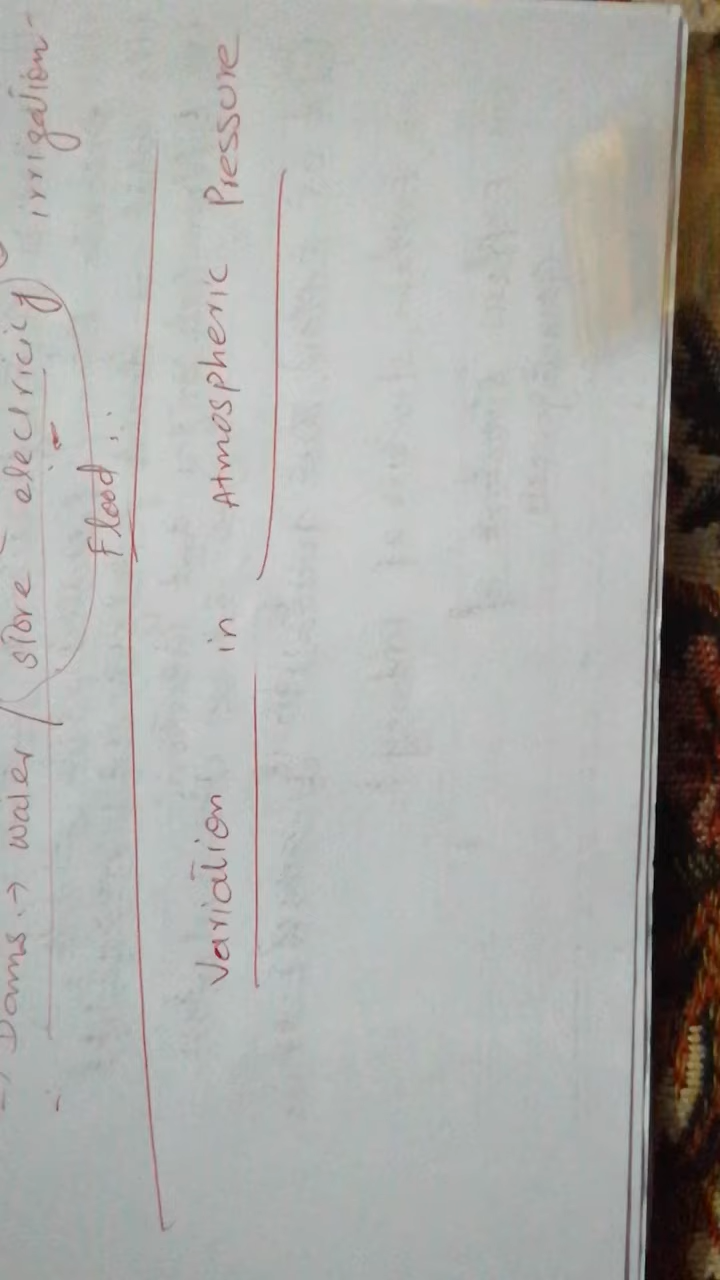 → Dams → water (store electricity irrigation -
Flood
Variation in Atmospheric Pressure